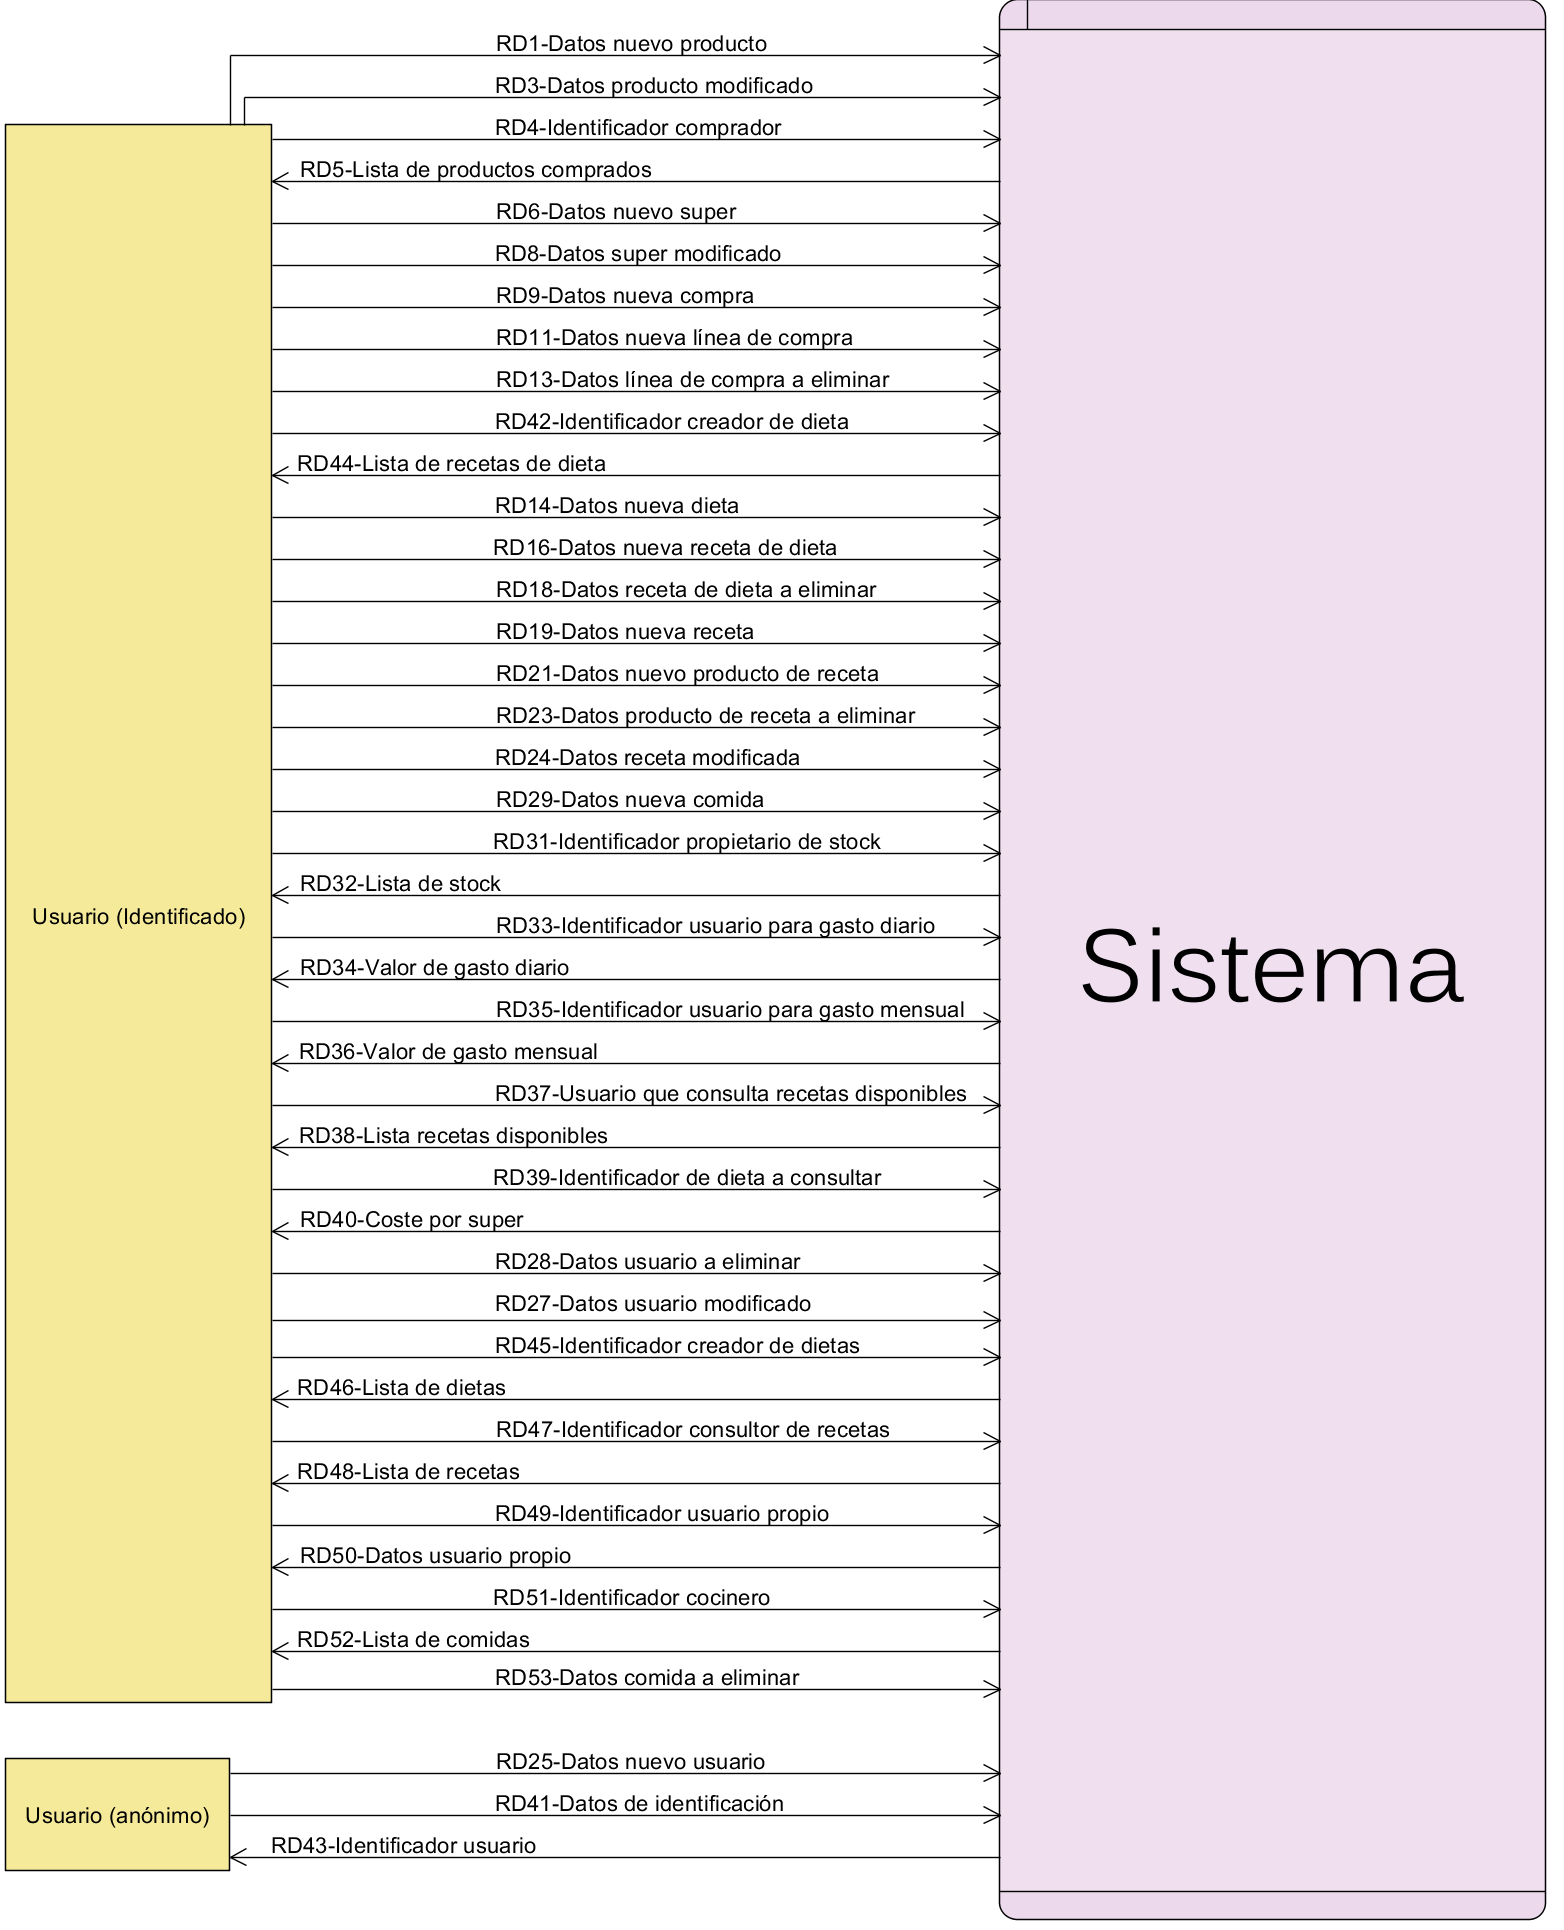 RD1-Datos nuevo producto
RD3-Datos producto modificado
RD4-Identificador comprador
RD5-Lista de productos comprados
RD6-Datos nuevo super
RD8-Datos super modificado
RD9-Datos nueva compra
RD11-Datos nueva línea de compra
RD13-Datos línea de compra a eliminar
RD42-Identificador creador de dieta
RD44-Lista de recetas de dieta
RD14-Datos nueva dieta
RD16-Datos nueva receta de dieta
RD18-Datos receta de dieta a eliminar
RD19-Datos nueva receta
RD21-Datos nuevo producto de receta
RD23-Datos producto de receta a eliminar
RD24-Datos receta modificada
RD29-Datos nueva comida
RD31-Identificador propietario de stock
RD32-Lista de stock
Usuario (Identificado)
RD33-Identificador usuario para gasto diario
Sistema
RD34-Valor de gasto diario
RD35-Identificador usuario para gasto mensual
RD36-Valor de gasto mensual
RD37-Usuario que consulta recetas disponibles
RD38-Lista recetas disponibles
RD39-Identificador de dieta a consultar
RD40-Coste por super
RD28-Datos usuario a eliminar
RD27-Datos usuario modificado
RD45-Identificador creador de dietas
RD46-Lista de dietas
RD47-Identificador consultor de recetas
RD48-Lista de recetas
RD49-Identificador usuario propio
RD50-Datos usuario propio
RD51-Identificador cocinero
RD52-Lista de comidas
RD53-Datos comida a eliminar
RD25-Datos nuevo usuario
RD41-Datos de identificación
Usuario (anónimo)
RD43-Identificador usuario